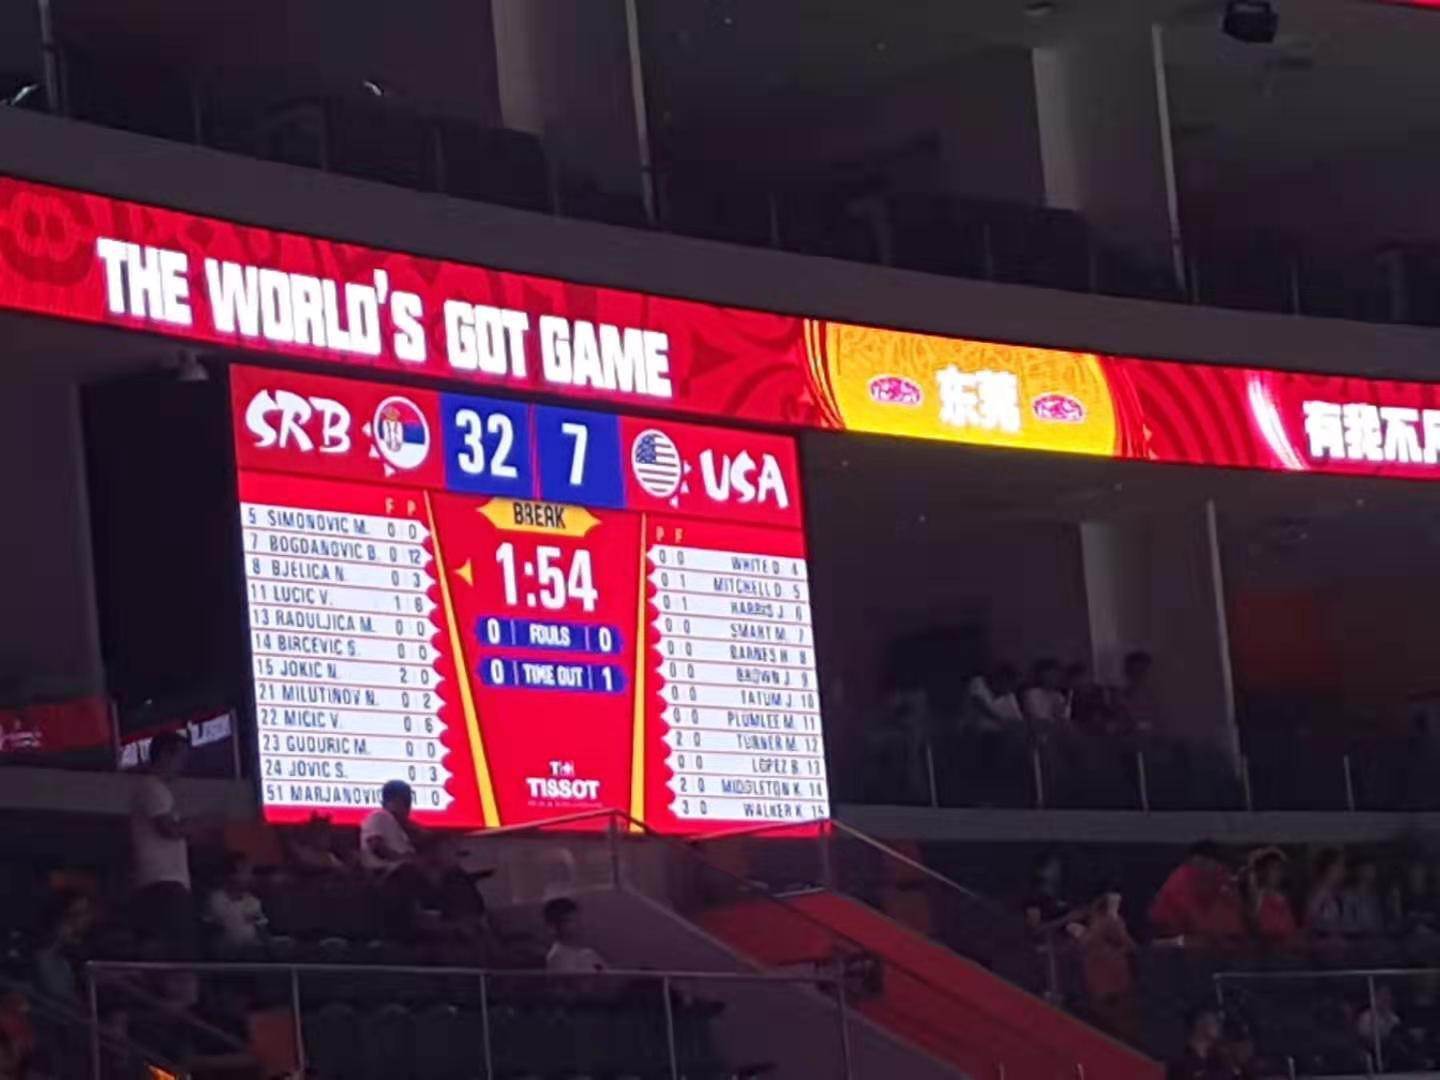 THE WORLD'S GOT GAME
东莞
有我不凡
SRB
32
7
USA
F P
BREAK
P F
1:54
0 FOULS 0
0 TIME OUT 1
5 SIMONOVIC M. 0 0
7 BOGDANOVIC B. 0 12
8 BJELICA N. 0 3
11 LUCIC V. 1 6
13 RADULJICA M. 0 0
14 BIRCEVIC S. 0 0
15 JOKIC N. 2 0
21 MILUTINOV N. 0 2
22 MICIC V. 0 6
23 GUDURIC M. 0 0
24 JOVIC S. 0 3
51 MARJANOVIC 0
0 0 WHITE D. 4
0 1 MITCHELL D. 5
0 1 HARRIS J. 6
0 0 SMART M. 7
0 0 BARNES H. 8
0 0 BROWN J. 9
0 0 TATUM J. 10
0 0 PLUMLEE M. 11
2 0 TURNER M. 12
0 0 LOPEZ B. 13
2 0 MIDDLETON K. 14
3 0 WALKER K. 15
TISSOT